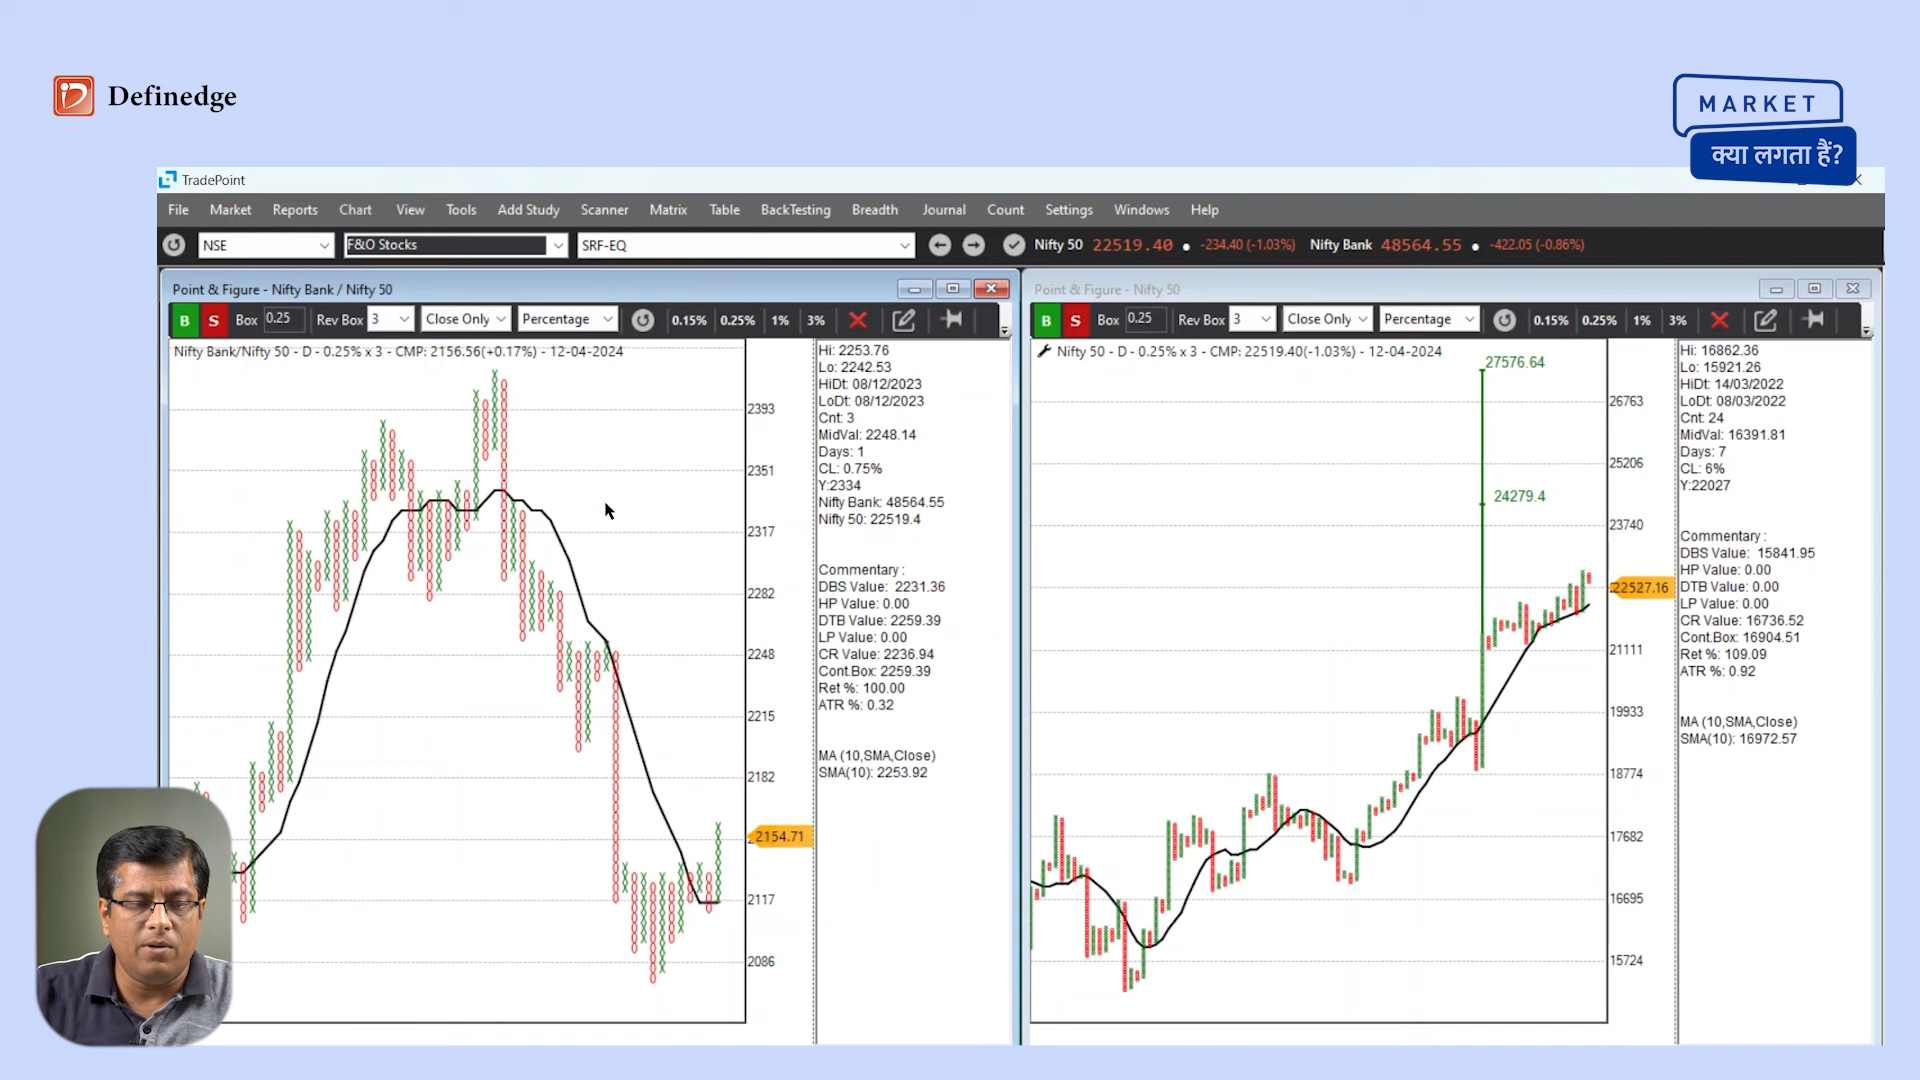 Definedge
MARKET
क्या लगता हैं?
TradePoint
File Market Reports Chart View Tools Add Study Scanner Matrix Table BackTesting Breadth Journal Count Settings Windows Help
NSE F&O Stocks SRF-EQ Nifty 50 22519.40 • -234.40 (-1.03%) Nifty Bank 48564.55 • -422.05 (-0.86%)
Point & Figure - Nifty Bank / Nifty 50
B S Box 0.25 Rev Box 3 Close Only Percentage 0.15% 0.25% 1% 3%
Nifty Bank/Nifty 50 - D - 0.25% x 3 - CMP: 2156.56(+0.17%) - 12-04-2024
2393
2351
2317
2282
2248
2215
2182
2154.71
2117
2086
Hi: 2253.76
Lo: 2242.53
HiDt: 08/12/2023
LoDt: 08/12/2023
Cnt: 3
MidVal: 2248.14
Days: 1
CL: 0.75%
Y:2334
Nifty Bank: 48564.55
Nifty 50: 22519.4
Commentary :
DBS Value: 2231.36
HP Value: 0.00
DTB Value: 2259.39
LP Value: 0.00
CR Value: 2236.94
Cont.Box: 2259.39
Ret %: 100.00
ATR %: 0.32
MA (10,SMA,Close)
SMA(10): 2253.92
Point & Figure - Nifty 50
B S Box 0.25 Rev Box 3 Close Only Percentage 0.15% 0.25% 1% 3%
Nifty 50 - D - 0.25% x 3 - CMP: 22519.40(-1.03%) - 12-04-2024
27576.64
24279.4
26763
25206
23740
22527.16
21111
19933
18774
17682
16695
15724
Hi: 16862.36
Lo: 15921.26
HiDt: 14/03/2022
LoDt: 08/03/2022
Cnt: 24
MidVal: 16391.81
Days: 7
CL: 6%
Y:22027
Commentary :
DBS Value: 15841.95
HP Value: 0.00
DTB Value: 0.00
LP Value: 0.00
CR Value: 16736.52
Cont.Box: 16904.51
Ret %: 109.09
ATR %: 0.92
MA (10,SMA,Close)
SMA(10): 16972.57